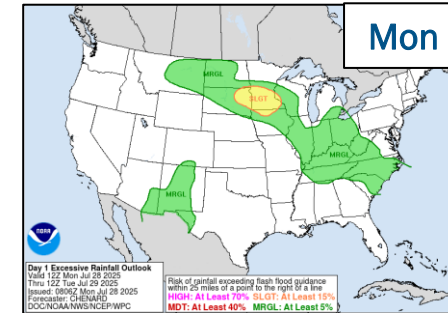 Mon
MRGL
SLGT
MRGL
MRGL
NOAA
Day 1 Excessive Rainfall Outlook
Valid 12Z Mon Jul 28 2025
Thru 12Z Tue Jul 29 2025
Issued: 0806Z Mon Jul 28 2025
Forecaster: CHENARD
DOC/NOAA/NWS/NCEP/WPC
Risk of rainfall exceeding flash flood guidance
within 25 miles of a point to the right of a line
HIGH: At Least 70% SLGT: At Least 15%
MDT: At Least 40% MRGL: At Least 5%